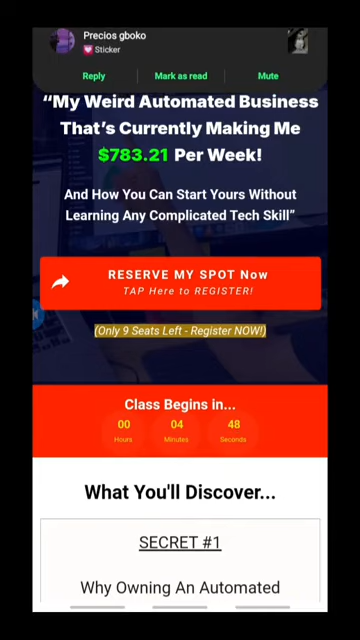 Precios gboko
Sticker
Reply
Mark as read
Mute
“My Weird Automated Business
That’s Currently Making Me
$783.21 Per Week!
And How You Can Start Yours Without
Learning Any Complicated Tech Skill”
RESERVE MY SPOT Now
TAP Here to REGISTER!
(Only 9 Seats Left - Register NOW!)
Class Begins in...
00 04 48
Hours Minutes Seconds
What You'll Discover...
SECRET #1
Why Owning An Automated